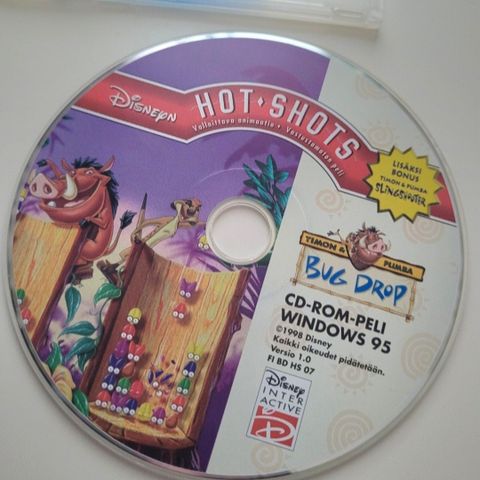 DISNEYN
HOT•SHOTS
Valloittava animaatio • Vastustamaton peli
LISÄKSI
BONUS
TIMON & PUMBA
SLINGSHOOTER
TIMON & PUMBA
BUG DROP
CD-ROM-PELI
WINDOWS 95
©1998 Disney
Kaikki oikeudet pidätetään.
Versio 1.0
FI BD HS 07
DISNEY
INTER
ACTIVE